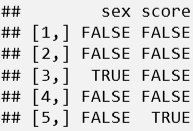 ##        sex score
## [1,] FALSE FALSE
## [2,] FALSE FALSE
## [3,]  TRUE FALSE
## [4,] FALSE FALSE
## [5,] FALSE  TRUE